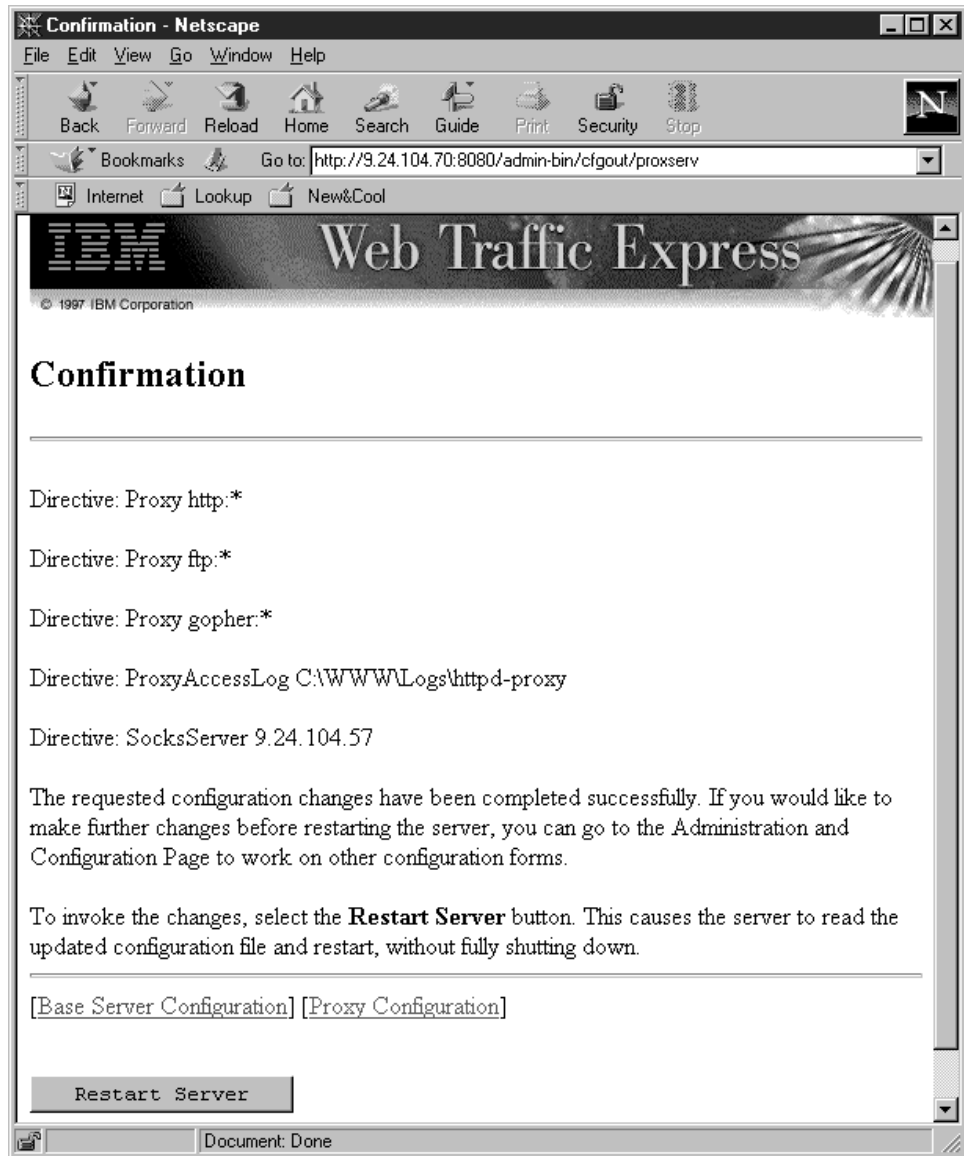 Confirmation - Netscape
File Edit View Go Window Help
Back Forward Reload Home Search Guide Print Security Stop
N
Bookmarks Go to: http://9.24.104.70:8080/admin-bin/cfgout/proxserv
Internet Lookup New&Cool
IBM Web Traffic Express
© 1997 IBM Corporation
Confirmation
Directive: Proxy http:*
Directive: Proxy ftp:*
Directive: Proxy gopher:*
Directive: ProxyAccessLog C:\WWW\Logs\httpd-proxy
Directive: SocksServer 9.24.104.57
The requested configuration changes have been completed successfully. If you would like to
make further changes before restarting the server, you can go to the Administration and
Configuration Page to work on other configuration forms.
To invoke the changes, select the Restart Server button. This causes the server to read the
updated configuration file and restart, without fully shutting down.
[Base Server Configuration] [Proxy Configuration]
Restart Server
Document: Done